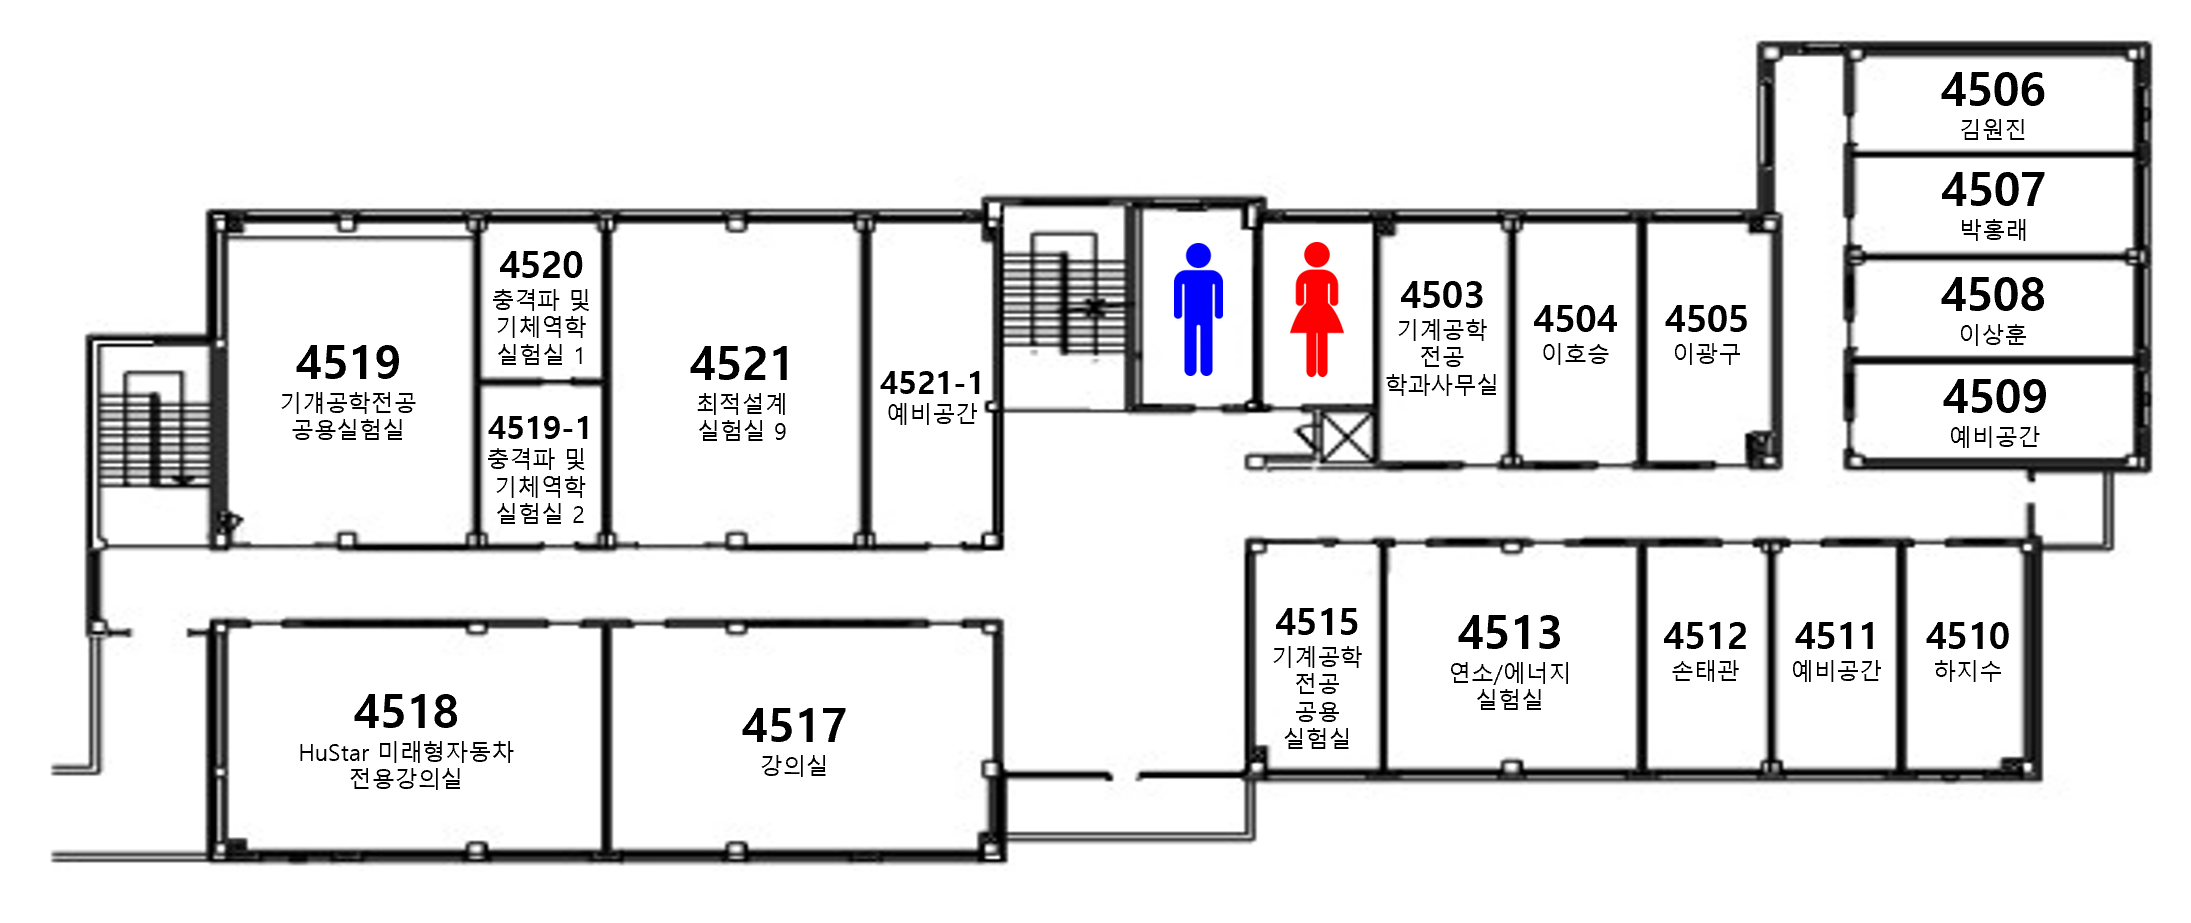 4506
김원진
4507
박홍래
4508
이상훈
4509
예비공간
4520
충격파 및
기체역학
실험실 1
4503
기계공학
전공
학과사무실
4504
이호승
4505
이광구
4519
기걔공학전공
공용실험실
4519-1
충격파 및
기체역학
실험실 2
4521
최적설계
실험실 9
4521-1
예비공간
4515
기계공학
전공
공용
실험실
4513
연소/에너지
실험실
4512
손태관
4511
예비공간
4510
하지수
4518
HuStar 미래형자동차
전용강의실
4517
강의실